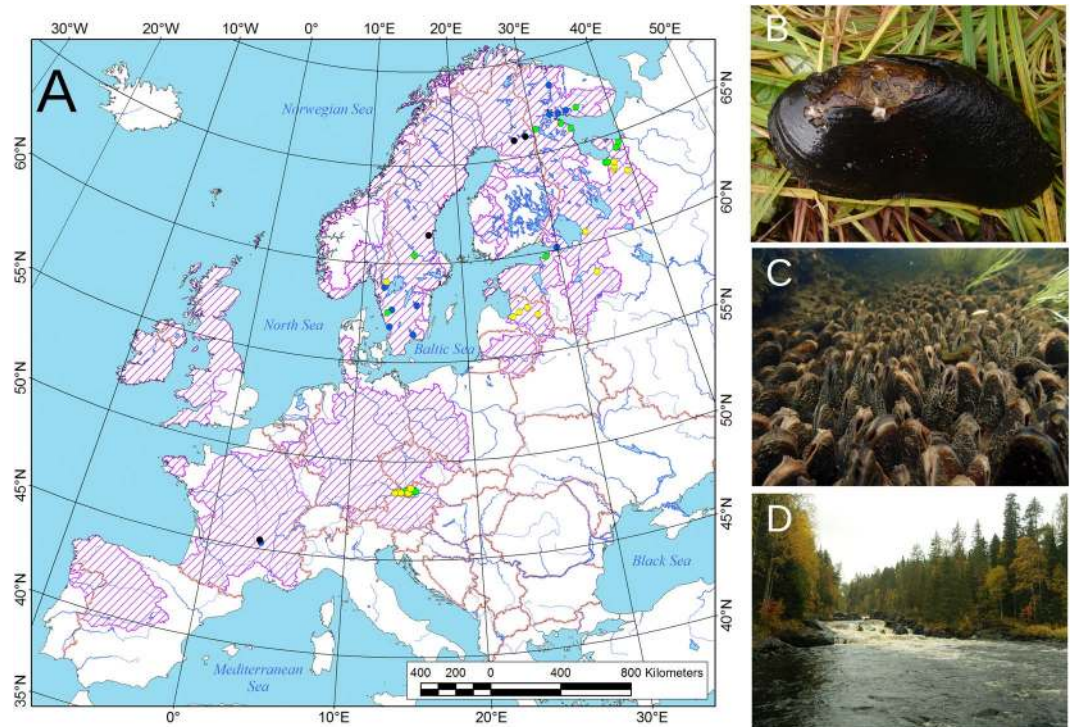 30°W
20°W
10°W
0°E
10°E
20°E
30°E
40°E
50°E
A
B
C
D
65°N
60°N
55°N
50°N
45°N
40°N
35°N
60°N
55°N
50°N
45°N
40°N
35°N
Norwegian Sea
North Sea
Baltic Sea
Black Sea
Mediterranean
Sea
400 200 0 400 800 Kilometers
0°
10°E
20°E
30°E